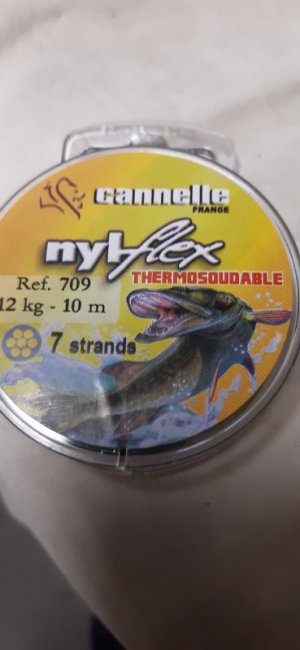 cannelle
FRANCE
nylflex
THERMOSOUDABLE
Ref. 709
12 kg - 10 m
7 strands